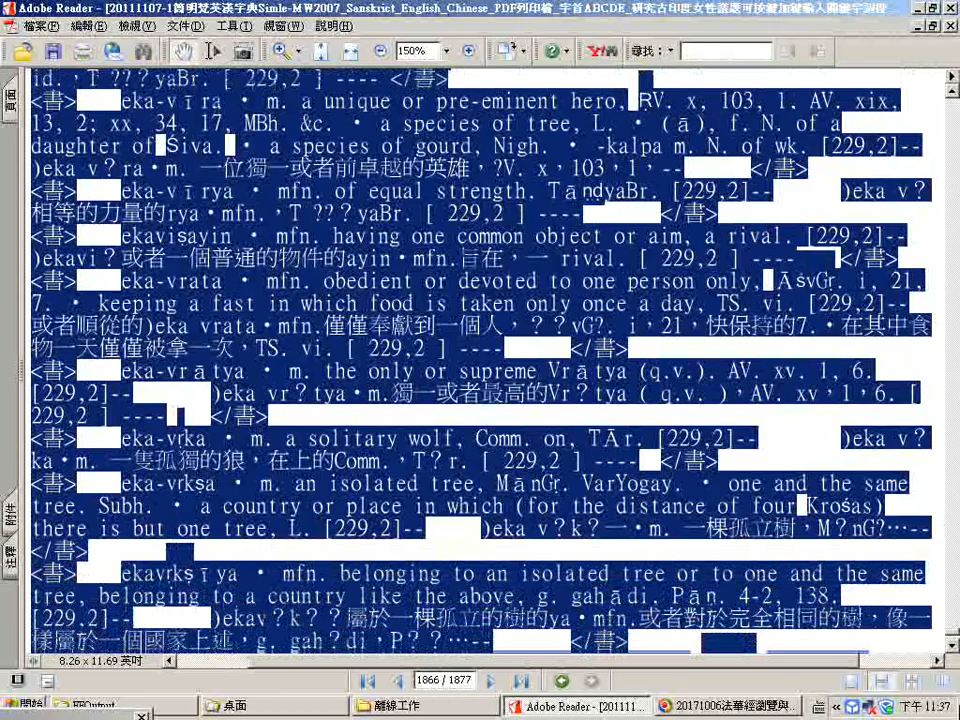 Adobe Reader - [20111107-1簡明梵英漢字典Simle-MW2007_Sanskrict_English_Chinese_PDF列印檔_字首ABCDE_研究古印度女性議題可按
檔案(F) 編輯(E) 檢視(V) 文件(D) 工具(T) 視窗(W) 說明(H)
150% 尋找：
頁面
id. , T ???yaBr. [ 229,2 ] ---- </書>
<書> eka-vīra • m. a unique or pre-eminent hero, RV. x, 103, 1. AV. xix,
13, 2; xx, 34, 17, MBh. &c. • a species of tree, L. • (ā), f. N. of a
daughter of Śiva. • a species of gourd, Nigh. • -kalpa m. N. of wk. [229,2]--
)eka v?ra•m. 一位獨一或者前卓越的英雄，?V. x，103，1，-- </書>
<書> eka-vīrya • mfn. of equal strength. TāṇḍyaBr. [229,2]-- )eka v?
相等的力量的rya•mfn.，T ???yaBr. [ 229,2 ] ---- </書>
<書> ekaviṣayin • mfn. having one common object or aim, a rival. [229,2]--
)ekavi?或者一個普通的物件的ayin•mfn.旨在，一 rival. [ 229,2 ] ---- </書>
<書> eka-vrata • mfn. obedient or devoted to one person only, ĀśvGṛ. i, 21,
7. • keeping a fast in which food is taken only once a day, TS. vi. [229,2]--
或者順從的)eka vrata•mfn.僅僅奉獻到一個人，??vG?. i，21，快保持的7.•在其中食
物一天僅僅被拿一次，TS. vi. [ 229,2 ] ---- </書>
<書> eka-vrātya • m. the only or supreme Vrātya (q.v.). AV. xv. 1, 6.
[229,2]-- )eka vr?tya•m.獨一或者最高的Vr?tya ( q.v. )，AV. xv，1，6. [
229,2 ] ---- </書>
<書> eka-vṛka • m. a solitary wolf, Comm. on, TĀr. [229,2]-- )eka v?
ka•m. 一隻孤獨的狼，在上的Comm.，T?r. [ 229,2 ] ---- </書>
<書> eka-vṛkṣa • m. an isolated tree, MānGṛ. VarYogay. • one and the same
tree. Subh. • a country or place in which (for the distance of four Krośas)
there is but one tree, L. [229,2]-- )eka v?k?一•m. 一棵孤立樹，M?nG?…--
</書>
<書> ekavṛkṣīya • mfn. belonging to an isolated tree or to one and the same
tree, belonging to a country like the above, g. gahādi. Pāṇ. 4-2, 138.
[229,2]-- )ekav?k??屬於一棵孤立的樹的ya•mfn.或者對於完全相同的樹，像一
樣屬於一個國家上述，g. gah?di，P??…-- </書>
附件
註釋
8.26 x 11.69 英吋
1866 / 1877
開始 桌面 離線工作 Adobe Reader - [201111... 20171006法華經瀏覽與... 下午 11:37